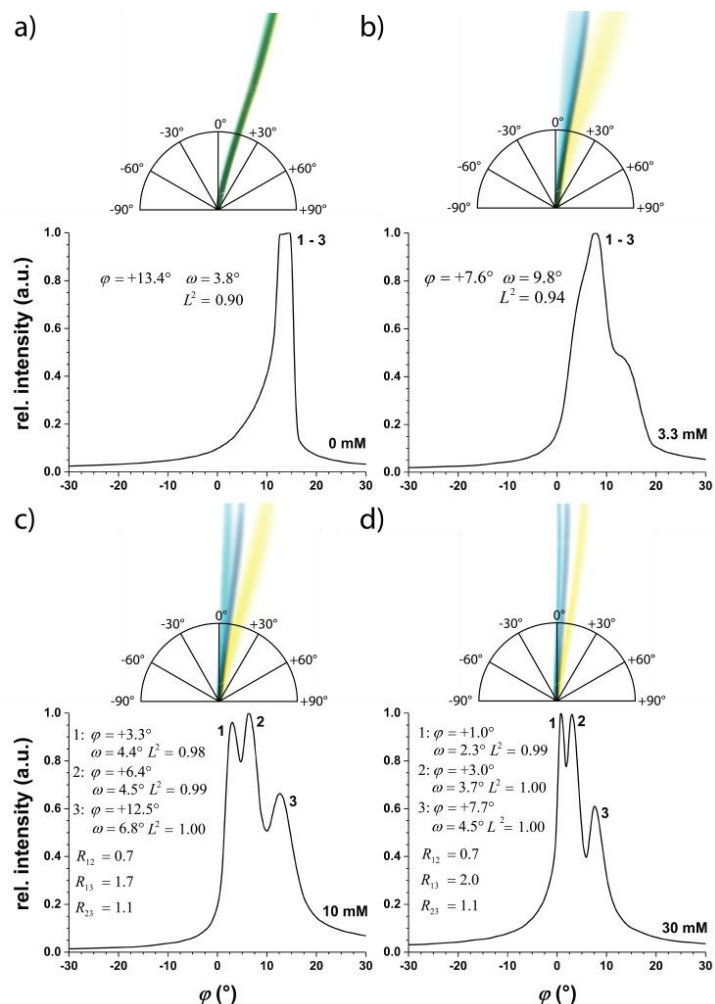 a)
0°
-30°
+30°
-60°
+60°
-90°
+90°
rel. intensity (a.u.)
1.0
0.8
0.6
0.4
0.2
0.0
1 - 3
φ = +13.4° ω = 3.8°
L² = 0.90
0 mM
-30 -20 -10 0 10 20 30
b)
0°
-30°
+30°
-60°
+60°
-90°
+90°
1.0
0.8
0.6
0.4
0.2
0.0
1 - 3
φ = +7.6° ω = 9.8°
L² = 0.94
3.3 mM
-30 -20 -10 0 10 20 30
c)
0°
-30°
+30°
-60°
+60°
-90°
+90°
rel. intensity (a.u.)
1.0
0.8
0.6
0.4
0.2
0.0
1: φ = +3.3°
ω = 4.4° L² = 0.98
2: φ = +6.4°
ω = 4.5° L² = 0.99
3: φ = +12.5°
ω = 6.8° L² = 1.00
R₁₂ = 0.7
R₁₃ = 1.7
R₂₃ = 1.1
1
2
3
10 mM
-30 -20 -10 0 10 20 30
φ (°)
d)
0°
-30°
+30°
-60°
+60°
-90°
+90°
1.0
0.8
0.6
0.4
0.2
0.0
1: φ = +1.0°
ω = 2.3° L² = 0.99
2: φ = +3.0°
ω = 3.7° L² = 1.00
3: φ = +7.7°
ω = 4.5° L² = 1.00
R₁₂ = 0.7
R₁₃ = 2.0
R₂₃ = 1.1
1
2
3
30 mM
-30 -20 -10 0 10 20 30
φ (°)